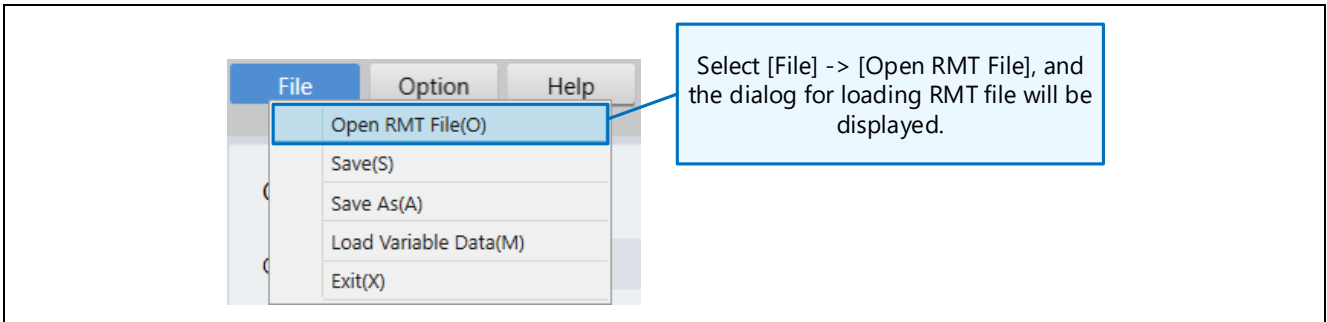 File Option Help
Open RMT File(O)
Save(S)
Save As(A)
Load Variable Data(M)
Exit(X)
Select [File] -> [Open RMT File], and
the dialog for loading RMT file will be
displayed.